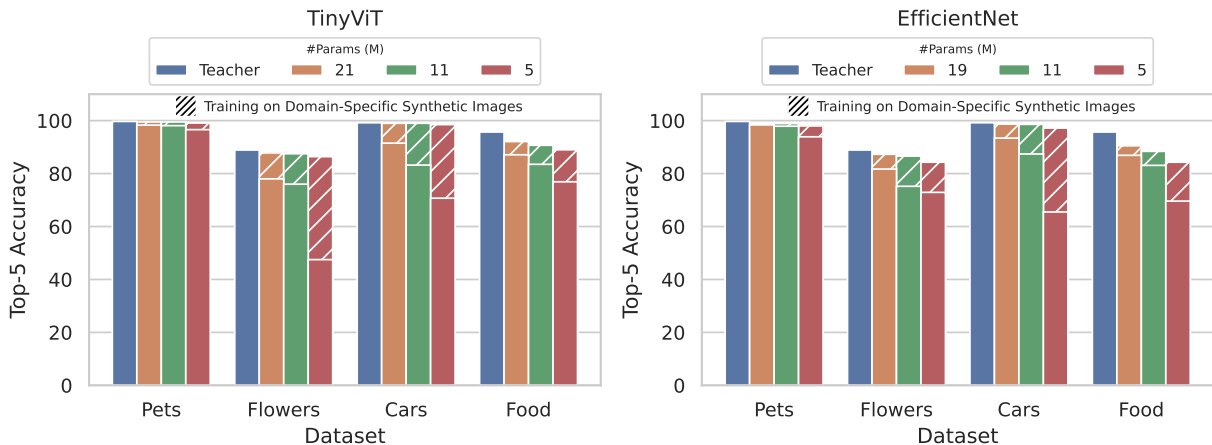 TinyViT
#Params (M)
Teacher 21 11 5
Training on Domain-Specific Synthetic Images
100
80
60
40
20
0
Top-5 Accuracy
Pets Flowers Cars Food
Dataset
EfficientNet
#Params (M)
Teacher 19 11 5
Training on Domain-Specific Synthetic Images
100
80
60
40
20
0
Top-5 Accuracy
Pets Flowers Cars Food
Dataset